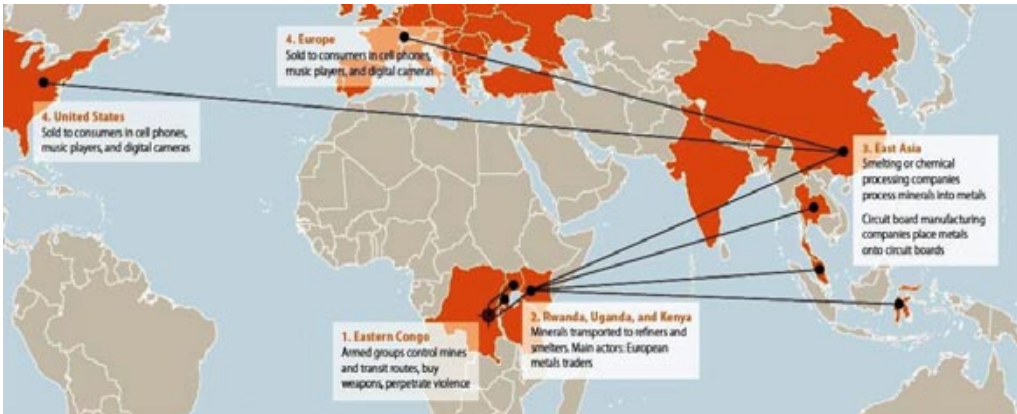 4. Europe
Sold to consumers in cell phones,
music players, and digital cameras
4. United States
Sold to consumers in cell phones,
music players, and digital cameras
3. East Asia
Smelting or chemical
processing companies
process minerals into metals
Circuit board manufacturing
companies place metals
onto circuit boards
2. Rwanda, Uganda, and Kenya
Minerals transported to refiners and
smelters. Main actors: European
metals traders
1. Eastern Congo
Armed groups control mines
and transit routes, buy
weapons, perpetrate violence